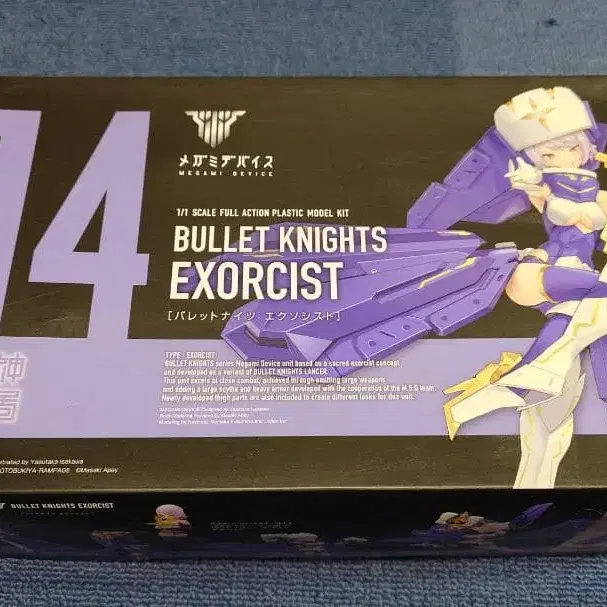 14
メガミデバイス
MEGAMI DEVICE
1/1 SCALE FULL ACTION PLASTIC MODEL KIT
BULLET KNIGHTS
EXORCIST
[バレットナイツ エクソシスト]
TYPE : EXORCIST
BULLET KNIGHTS series Megami Device unit based on a sacred exorcist concept
and developed as a variant of BULLET KNIGHTS LANCER.
This unit excels at close combat, achieved through omitting large weapons
and adding a large scythe and heavy armor developed with the cooperation of the M.S.G team.
Newly developed thigh parts are also included to create different looks for this unit.
神
ustrated by Yasutaka Isekawa
OTOBUKIYA·RAMPAGE ©Masaki Apsy
BULLET KNIGHTS EXORCIST